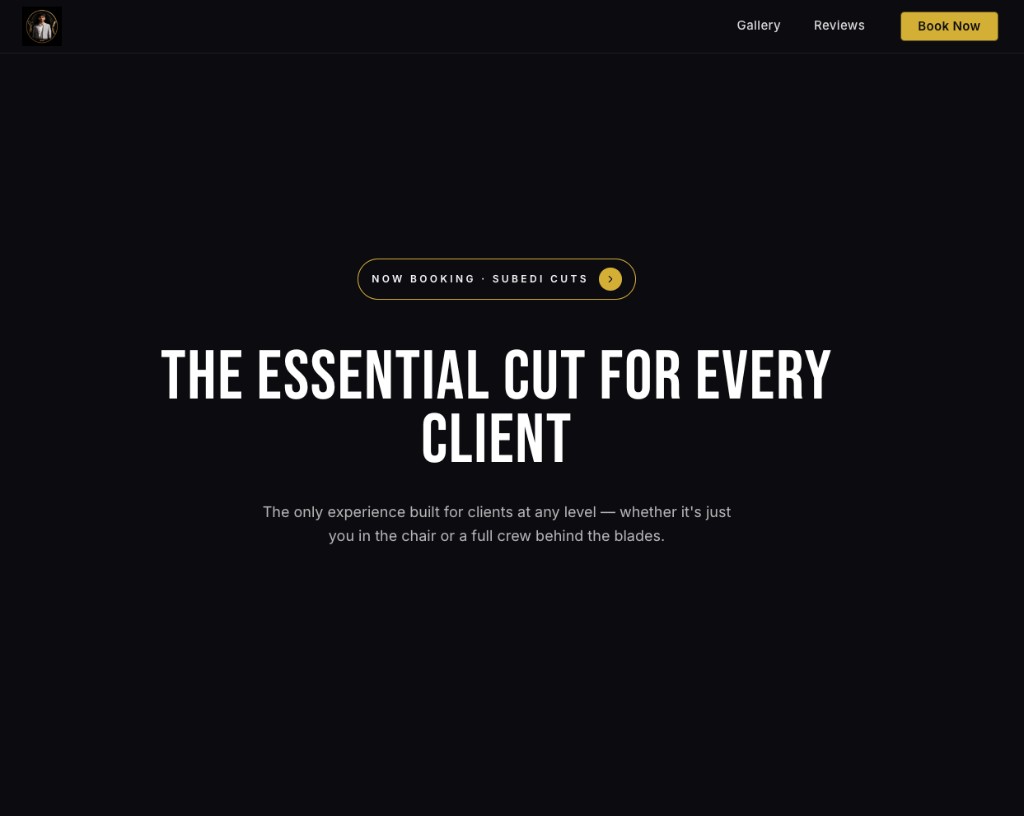 Gallery
Reviews
Book Now
NOW BOOKING · SUBEDI CUTS
THE ESSENTIAL CUT FOR EVERY
CLIENT
The only experience built for clients at any level — whether it's just
you in the chair or a full crew behind the blades.